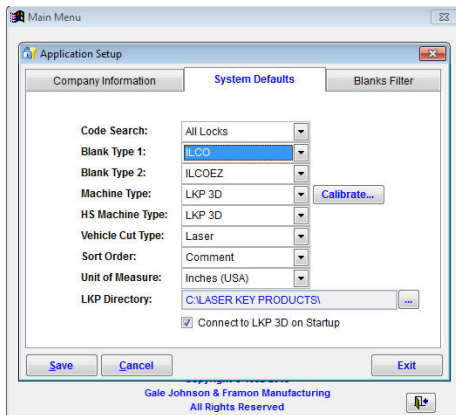 Main Menu
Application Setup
Company Information System Defaults Blanks Filter
Code Search: All Locks
Blank Type 1: ILCO
Blank Type 2: ILCOEZ
Machine Type: LKP 3D Calibrate...
HS Machine Type: LKP 3D
Vehicle Cut Type: Laser
Sort Order: Comment
Unit of Measure: Inches (USA)
LKP Directory: C:\LASER KEY PRODUCTS\ ...
Connect to LKP 3D on Startup
Save Cancel Exit
Gale Johnson & Framon Manufacturing
All Rights Reserved